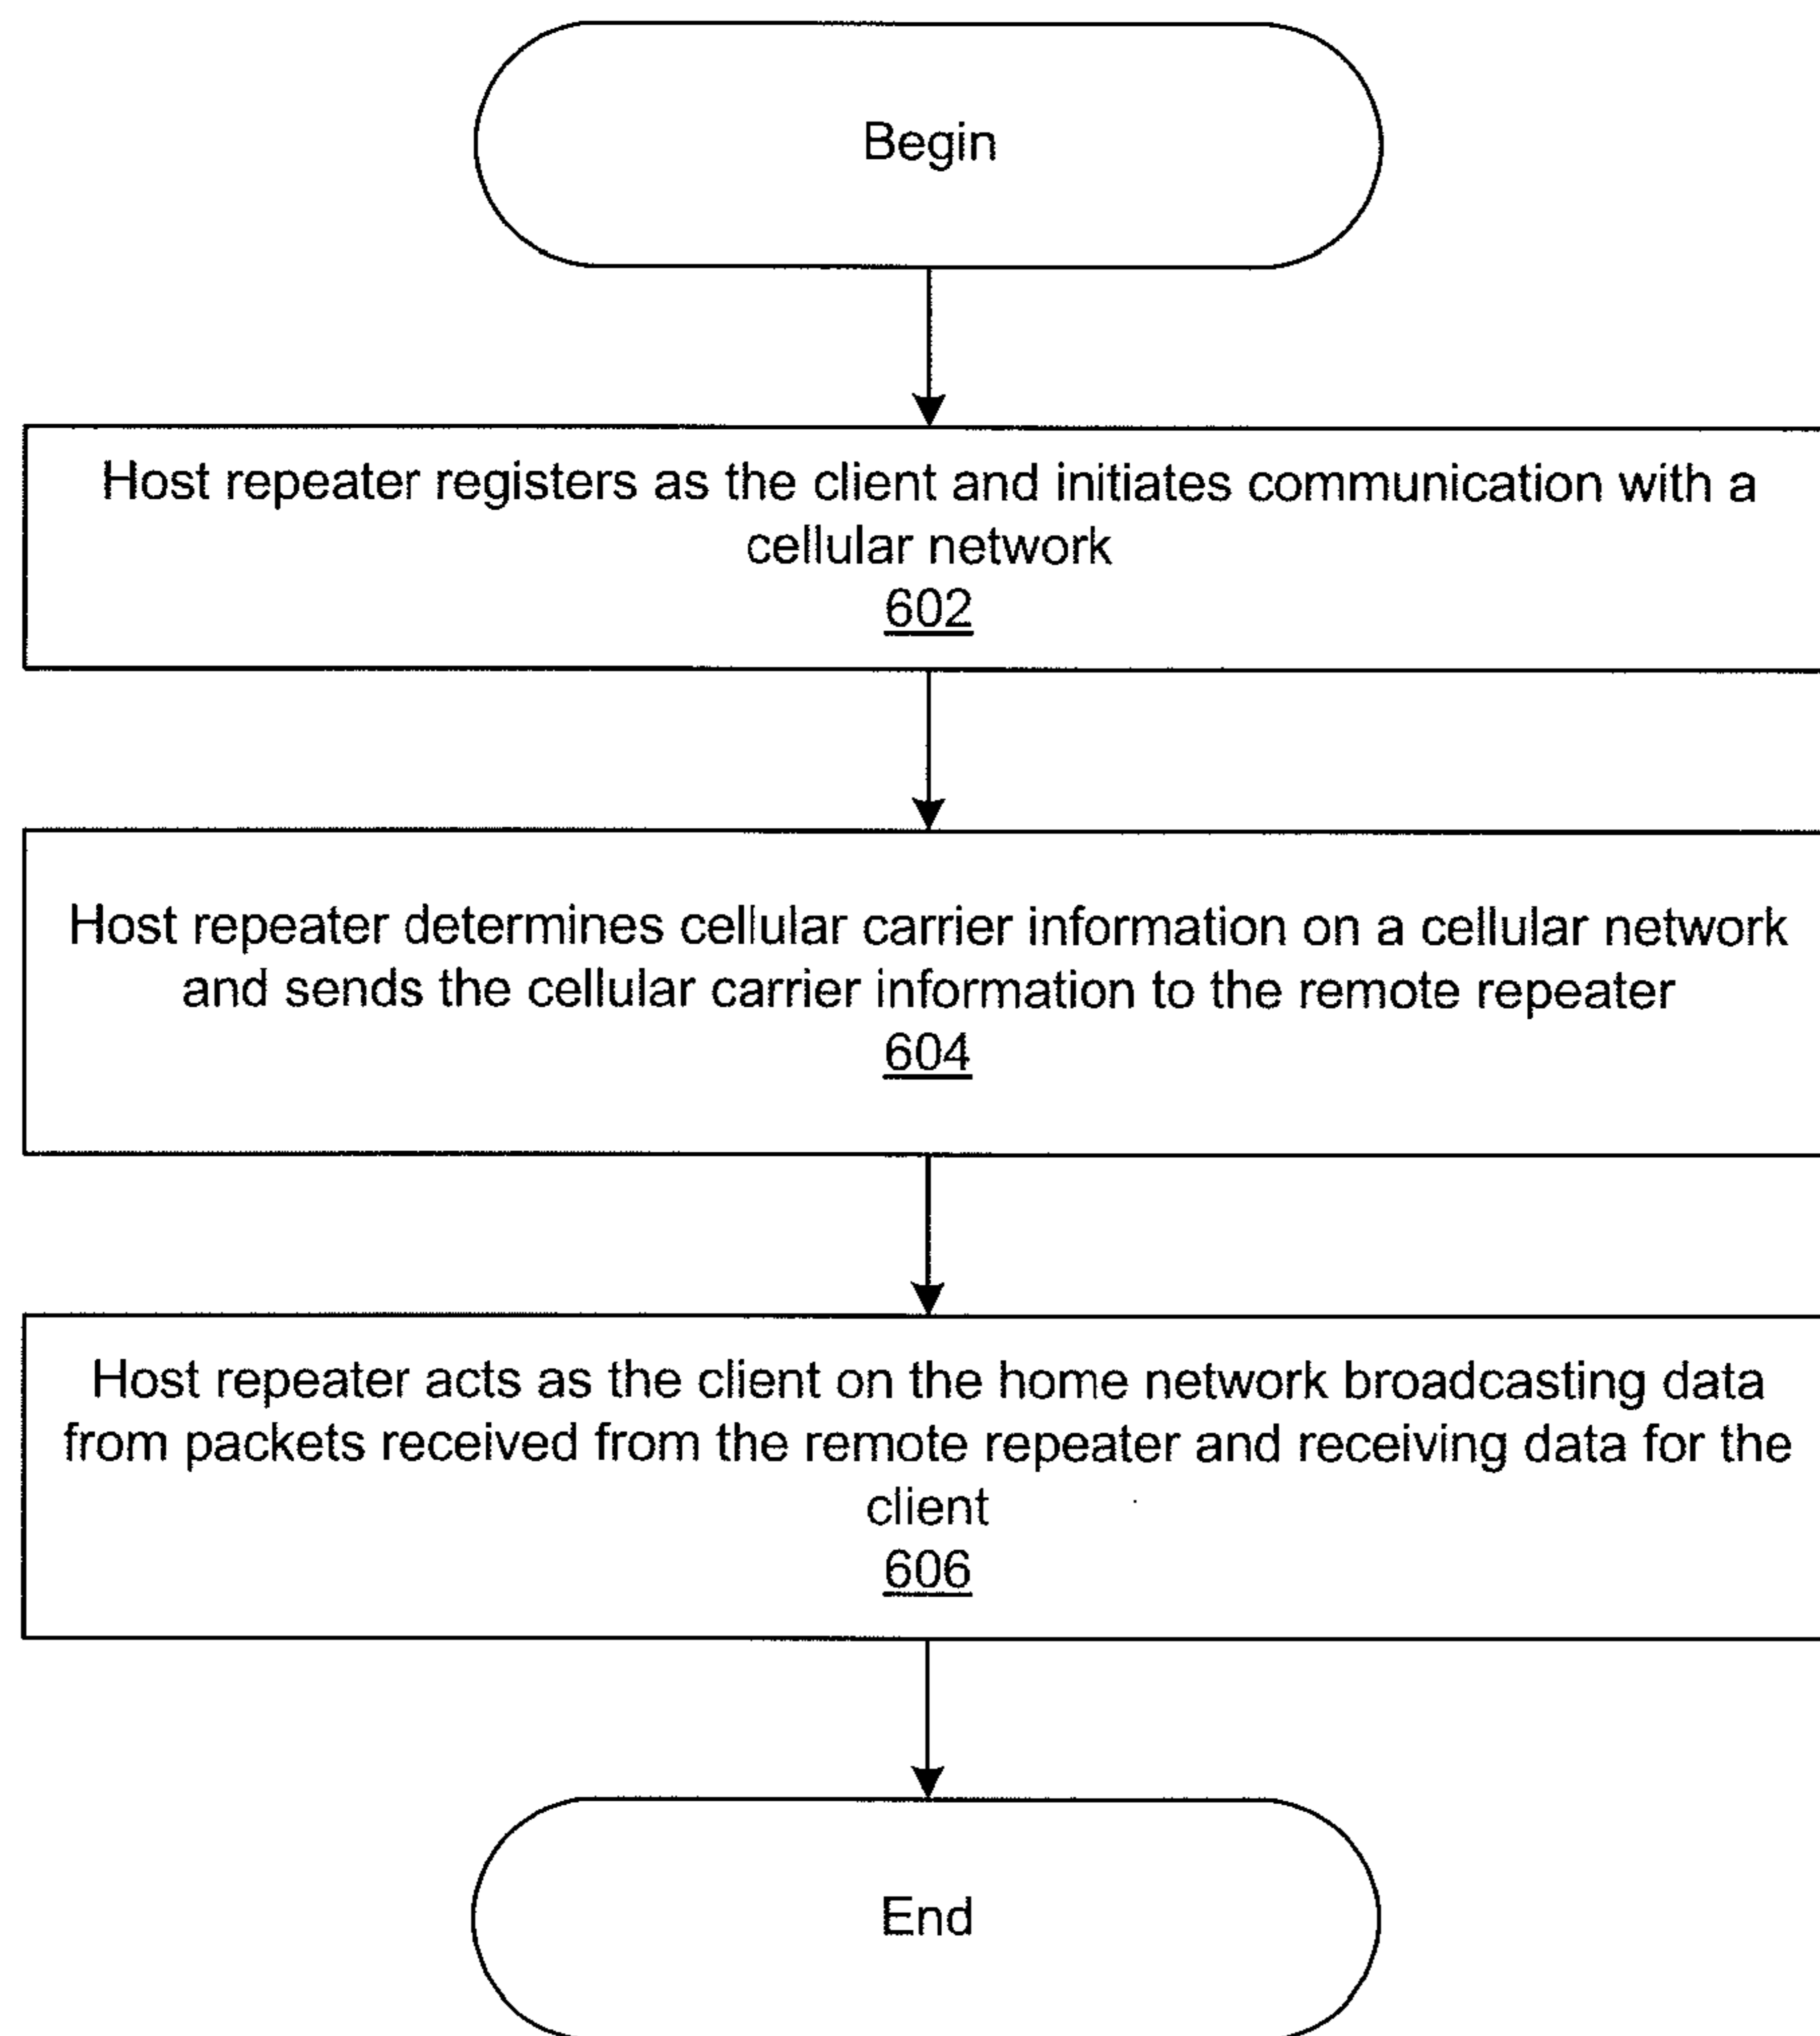 Begin
Host repeater registers as the client and initiates communication with a
cellular network
602
Host repeater determines cellular carrier information on a cellular network
and sends the cellular carrier information to the remote repeater
604
Host repeater acts as the client on the home network broadcasting data
from packets received from the remote repeater and receiving data for the
client
606
End